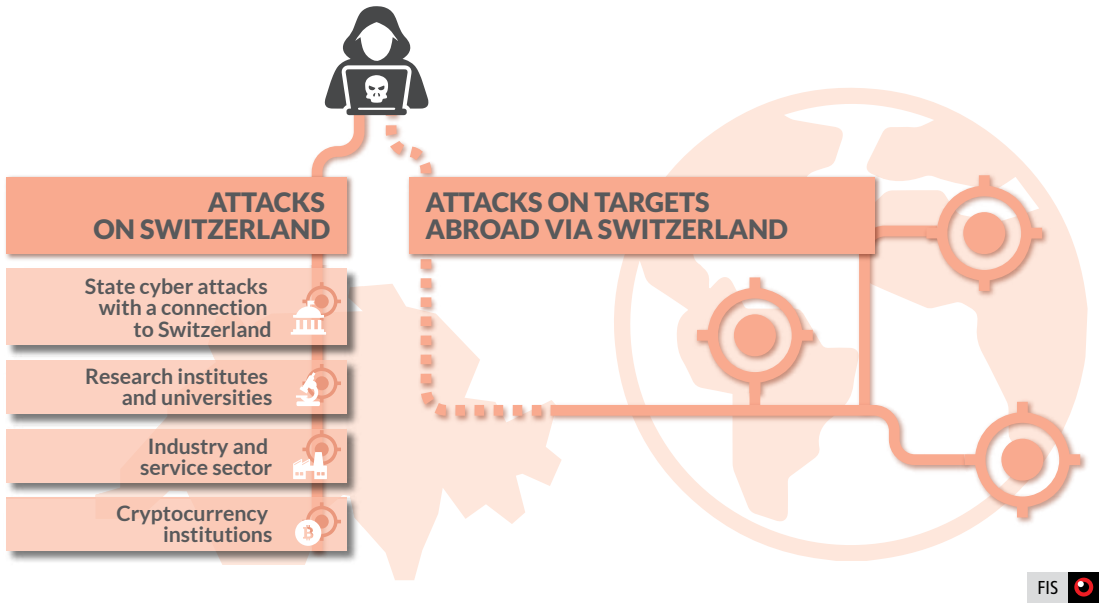 ATTACKS
ON SWITZERLAND
ATTACKS ON TARGETS
ABROAD VIA SWITZERLAND
State cyber attacks
with a connection
to Switzerland
Research institutes
and universities
Industry and
service sector
Cryptocurrency
institutions
FIS